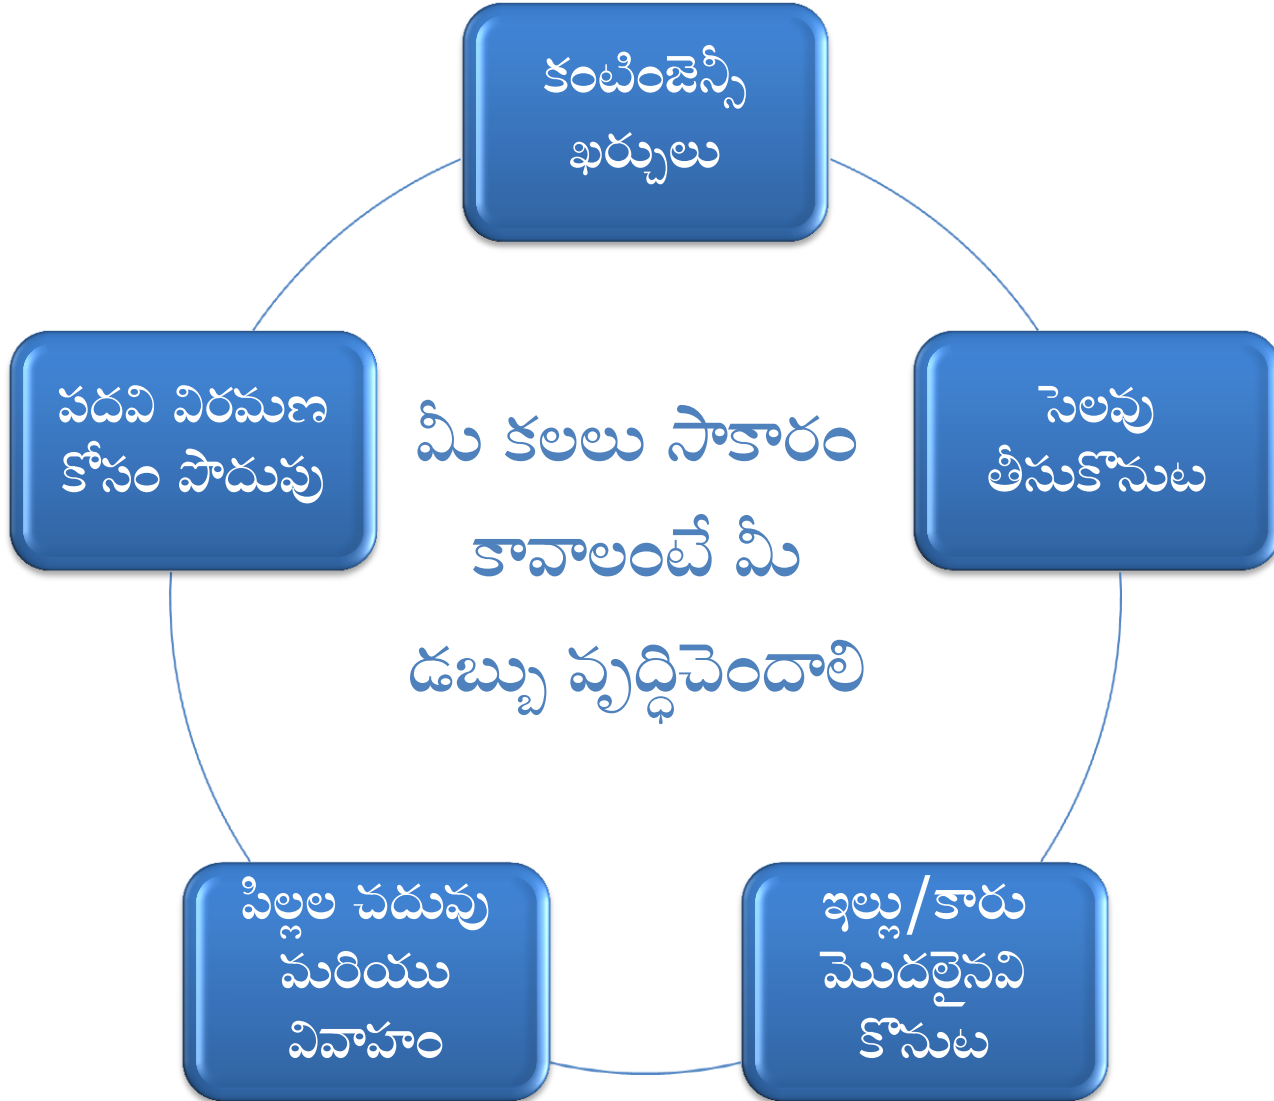 కంటింజెన్సీ
ఖర్చులు
సెలవు
తీసుకొనుట
ఇల్లు/కారు
మొదలైనవి
కొనుట
పిల్లల చదువు
మరియు
వివాహం
పదవి విరమణ
కోసం పొదుపు
మీ కలలు సాకారం
కావాలంటే మీ
డబ్బు వృద్ధిచెందాలి